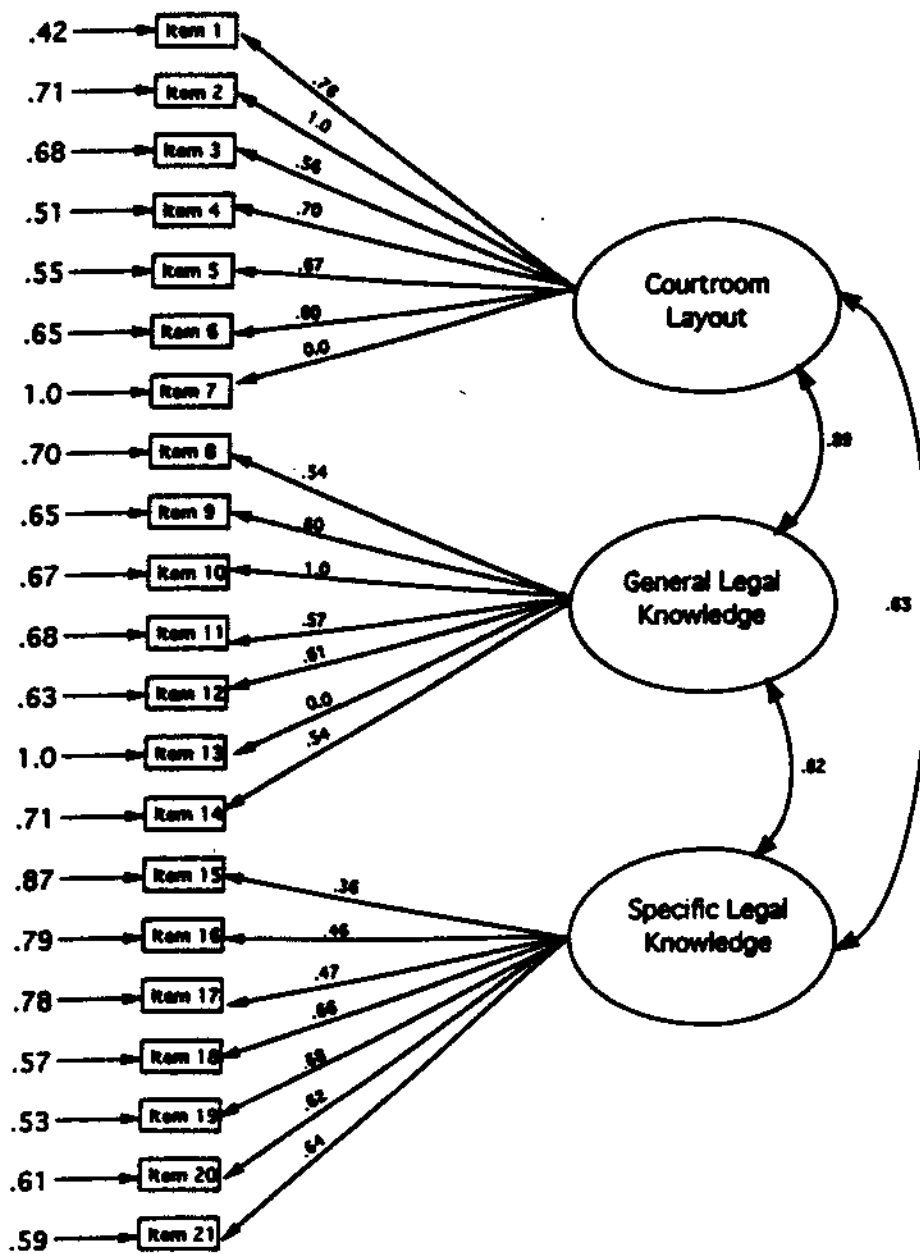 .42 Item 1 .76
.71 Item 2 1.0
.68 Item 3 .56
.51 Item 4 .70
.55 Item 5 .67
.65 Item 6 .60
1.0 Item 7 0.0
Courtroom
Layout
.89
.70 Item 8 .54
.65 Item 9 .60
.67 Item 10 1.0
.68 Item 11 .57
.63 Item 12 .61
1.0 Item 13 0.0
.71 Item 14 .54
General Legal
Knowledge
.63
.82
.87 Item 15 .36
.79 Item 16 .46
.78 Item 17 .47
.57 Item 18 .66
.53 Item 19
.61 Item 20 .62
.59 Item 21 .64
Specific Legal
Knowledge